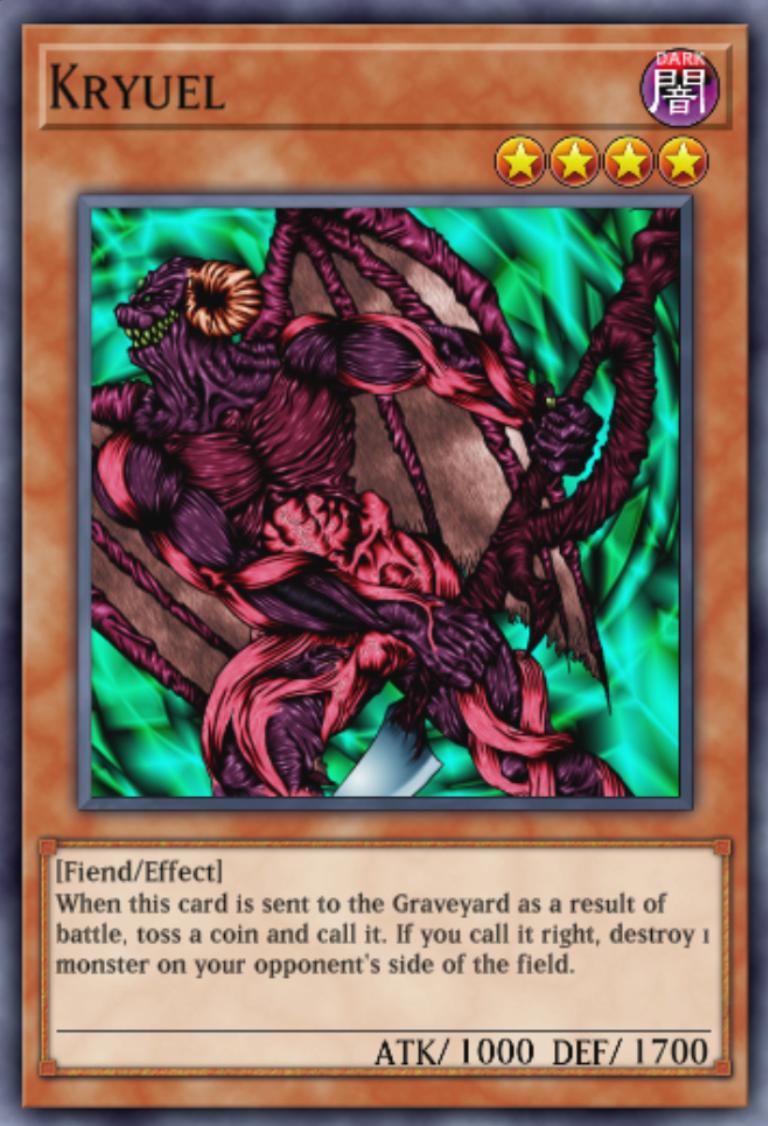 Kryuel
DARK
闇
[Fiend/Effect]
When this card is sent to the Graveyard as a result of
battle, toss a coin and call it. If you call it right, destroy 1
monster on your opponent's side of the field.
ATK/ 1000 DEF/ 1700